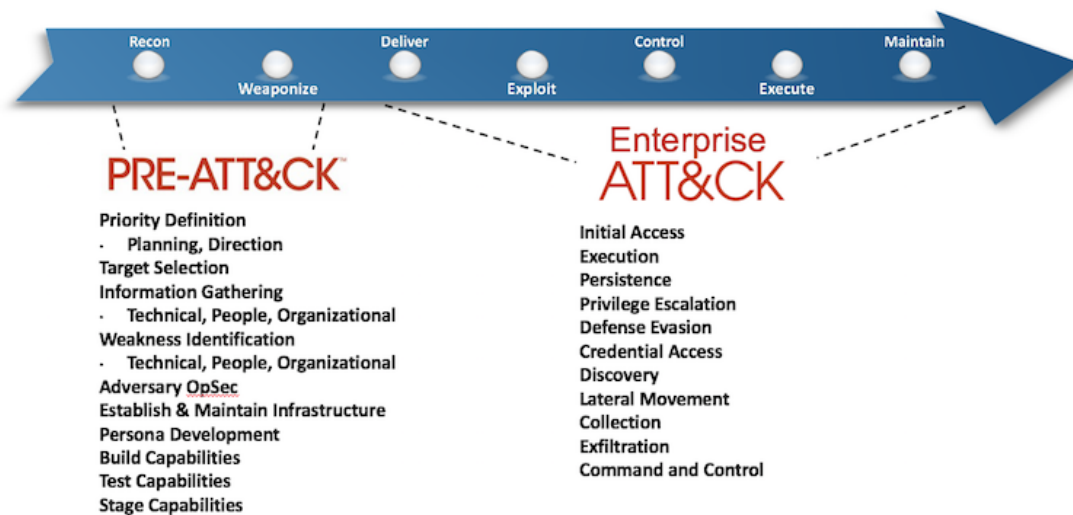 Recon
Deliver
Control
Maintain
Weaponize
Exploit
Execute
PRE-ATT&CK™
Priority Definition
· Planning, Direction
Target Selection
Information Gathering
· Technical, People, Organizational
Weakness Identification
· Technical, People, Organizational
Adversary OpSec
Establish & Maintain Infrastructure
Persona Development
Build Capabilities
Test Capabilities
Stage Capabilities
Enterprise
ATT&CK
Initial Access
Execution
Persistence
Privilege Escalation
Defense Evasion
Credential Access
Discovery
Lateral Movement
Collection
Exfiltration
Command and Control